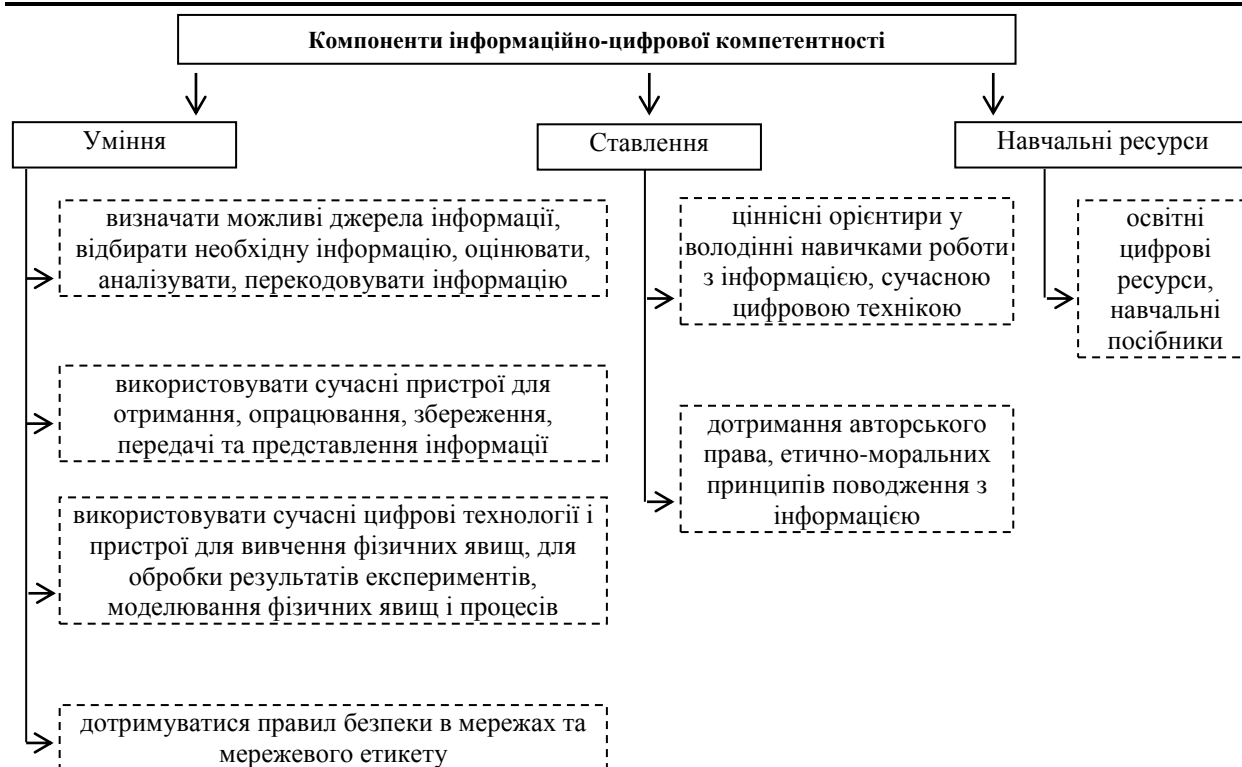 Компоненти інформаційно-цифрової компетентності
Уміння
визначати можливі джерела інформації,
відбирати необхідну інформацію, оцінювати,
аналізувати, перекодовувати інформацію
використовувати сучасні пристрої для
отримання, опрацювання, збереження,
передачі та представлення інформації
використовувати сучасні цифрові технології і
пристрої для вивчення фізичних явищ, для
обробки результатів експериментів,
моделювання фізичних явищ і процесів
дотримуватися правил безпеки в мережах та
мережевого етикету
Ставлення
ціннісні орієнтири у
володінні навичками роботи
з інформацією, сучасною
цифровою технікою
дотримання авторського
права, етично-моральних
принципів поводження з
інформацією
Навчальні ресурси
освітні
цифрові
ресурси,
навчальні
посібники